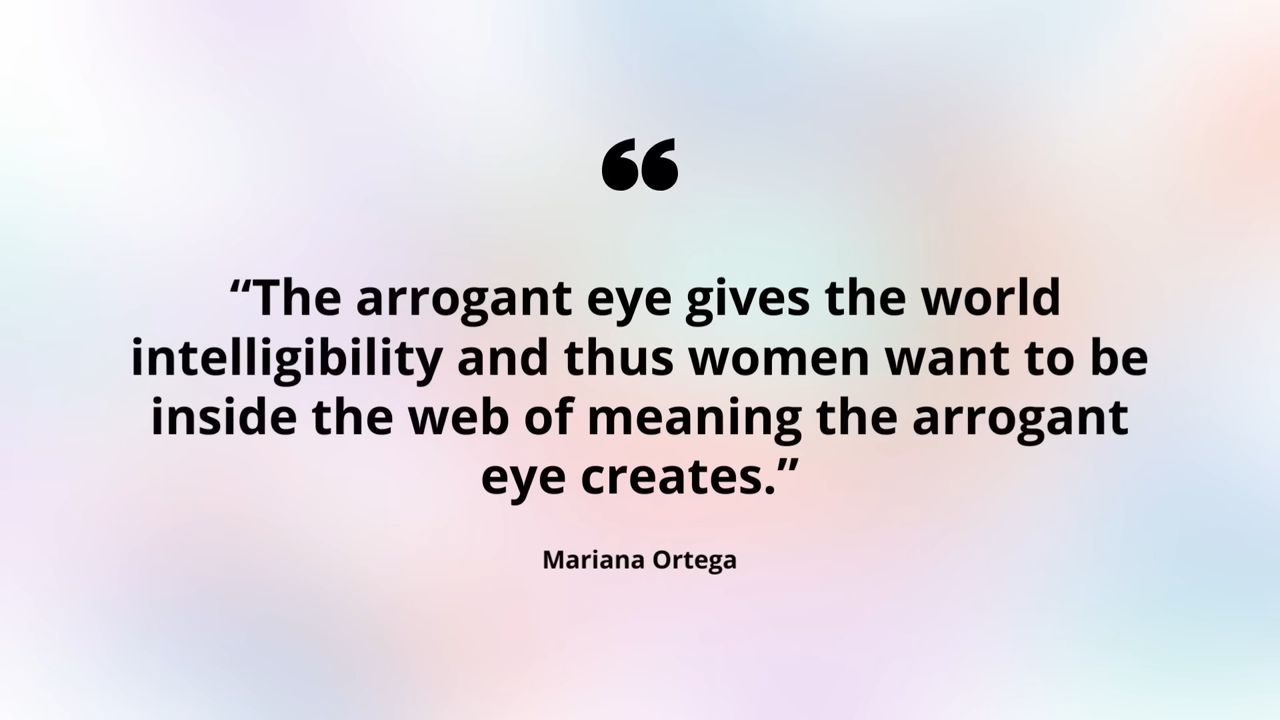 ❝
“The arrogant eye gives the world
intelligibility and thus women want to be
inside the web of meaning the arrogant
eye creates.”
Mariana Ortega